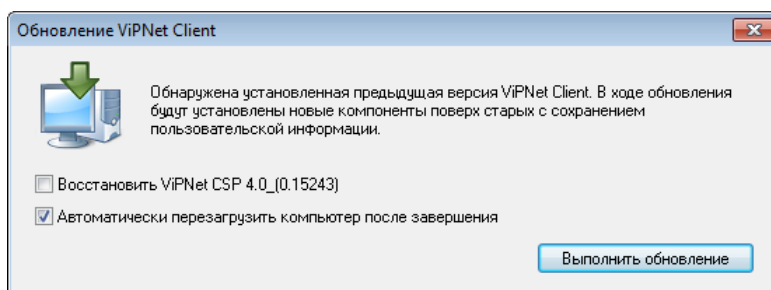 Обновление ViPNet Client
Обнаружена установленная предыдущая версия ViPNet Client. В ходе обновления
будут установлены новые компоненты поверх старых с сохранением
пользовательской информации.
Восстановить ViPNet CSP 4.0_(0.15243)
Автоматически перезагрузить компьютер после завершения
Выполнить обновление